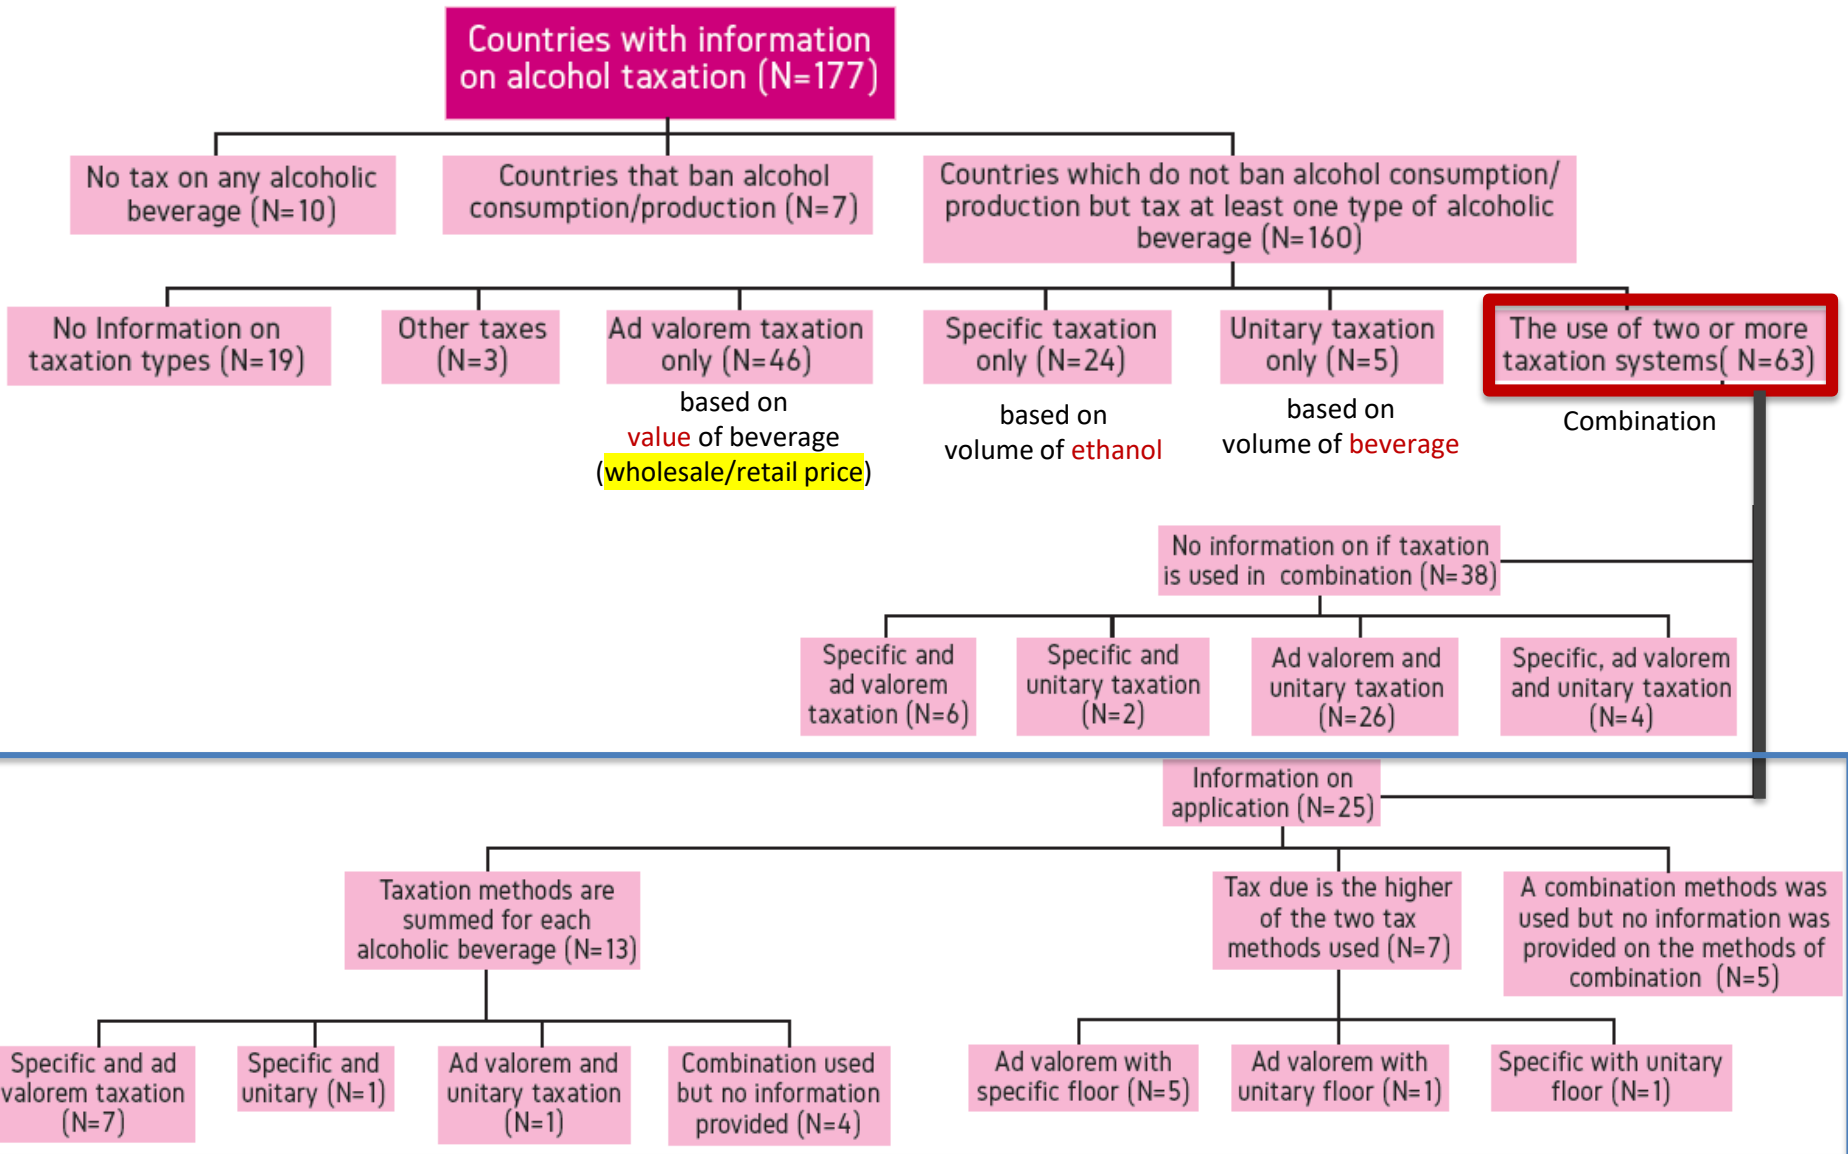 Countries with information
on alcohol taxation (N=177)
No tax on any alcoholic
beverage (N=10)
Countries that ban alcohol
consumption/production (N=7)
Countries which do not ban alcohol consumption/
production but tax at least one type of alcoholic
beverage (N=160)
No Information on
taxation types (N=19)
Other taxes
(N=3)
Ad valorem taxation
only (N=46)
Specific taxation
only (N=24)
Unitary taxation
only (N=5)
The use of two or more
taxation systems( N=63)
based on
value of beverage
(wholesale/retail price)
based on
volume of ethanol
based on
volume of beverage
Combination
No information on if taxation
is used in combination (N=38)
Specific and
ad valorem
taxation (N=6)
Specific and
unitary taxation
(N=2)
Ad valorem and
unitary taxation
(N=26)
Specific, ad valorem
and unitary taxation
(N=4)
Information on
application (N=25)
Taxation methods are
summed for each
alcoholic beverage (N=13)
Tax due is the higher
of the two tax
methods used (N=7)
A combination methods was
used but no information was
provided on the methods of
combination (N=5)
Specific and ad
valorem taxation
(N=7)
Specific and
unitary (N=1)
Ad valorem and
unitary taxation
(N=1)
Combination used
but no information
provided (N=4)
Ad valorem with
specific floor (N=5)
Ad valorem with
unitary floor (N=1)
Specific with unitary
floor (N=1)